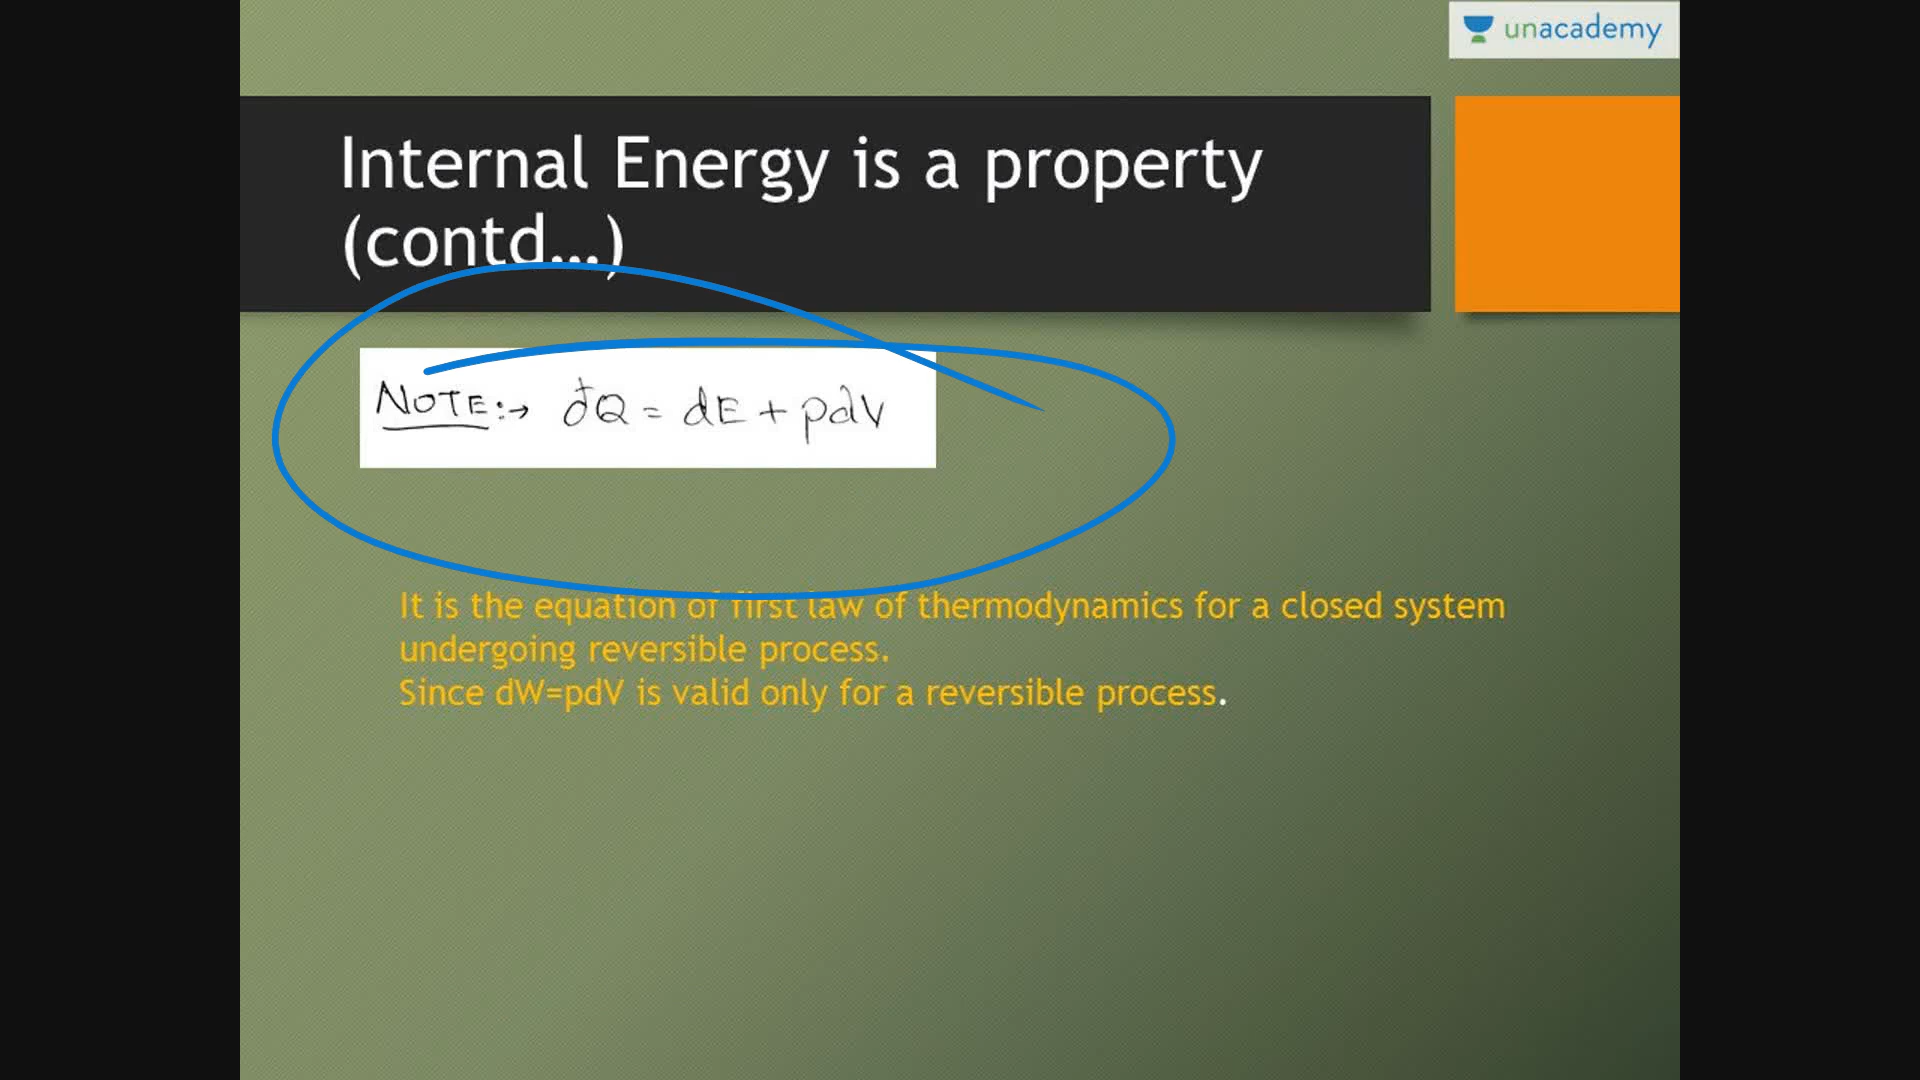 unacademy
Internal Energy is a property
(contd...)
NOTE:→ đQ = dE + pdV
It is the equation of first law of thermodynamics for a closed system
undergoing reversible process.
Since dW=pdV is valid only for a reversible process.